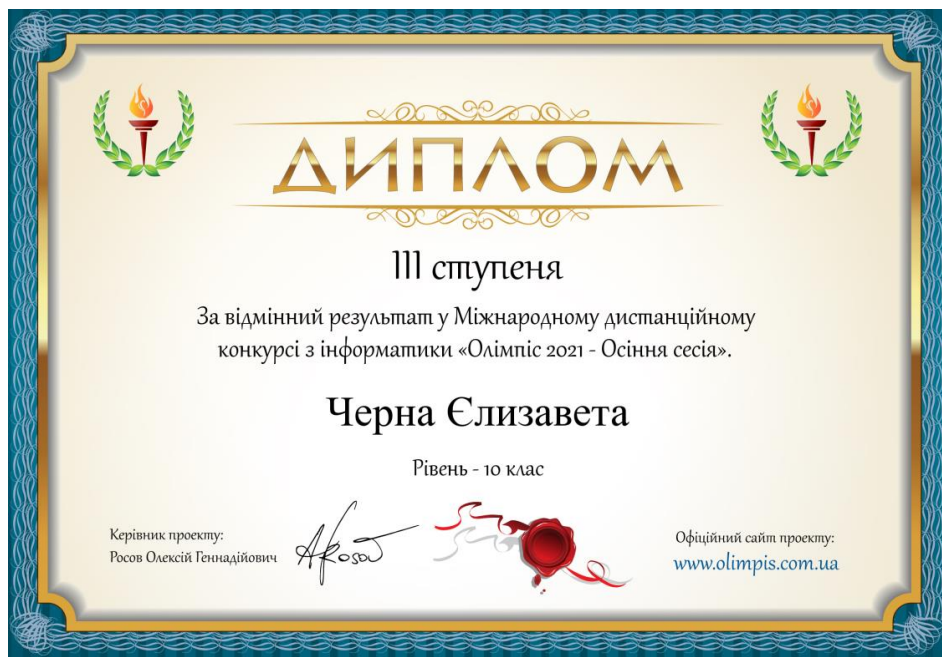 ДИПЛОМ
III ступеня
За відмінний результат у Міжнародному дистанційному
конкурсі з інформатики «Олімпіс 2021 - Осіння сесія».
Черна Єлизавета
Рівень - 10 клас
Керівник проекту:
Росов Олексій Геннадійович
ARosov
Офіційний сайт проекту:
www.olimpis.com.ua